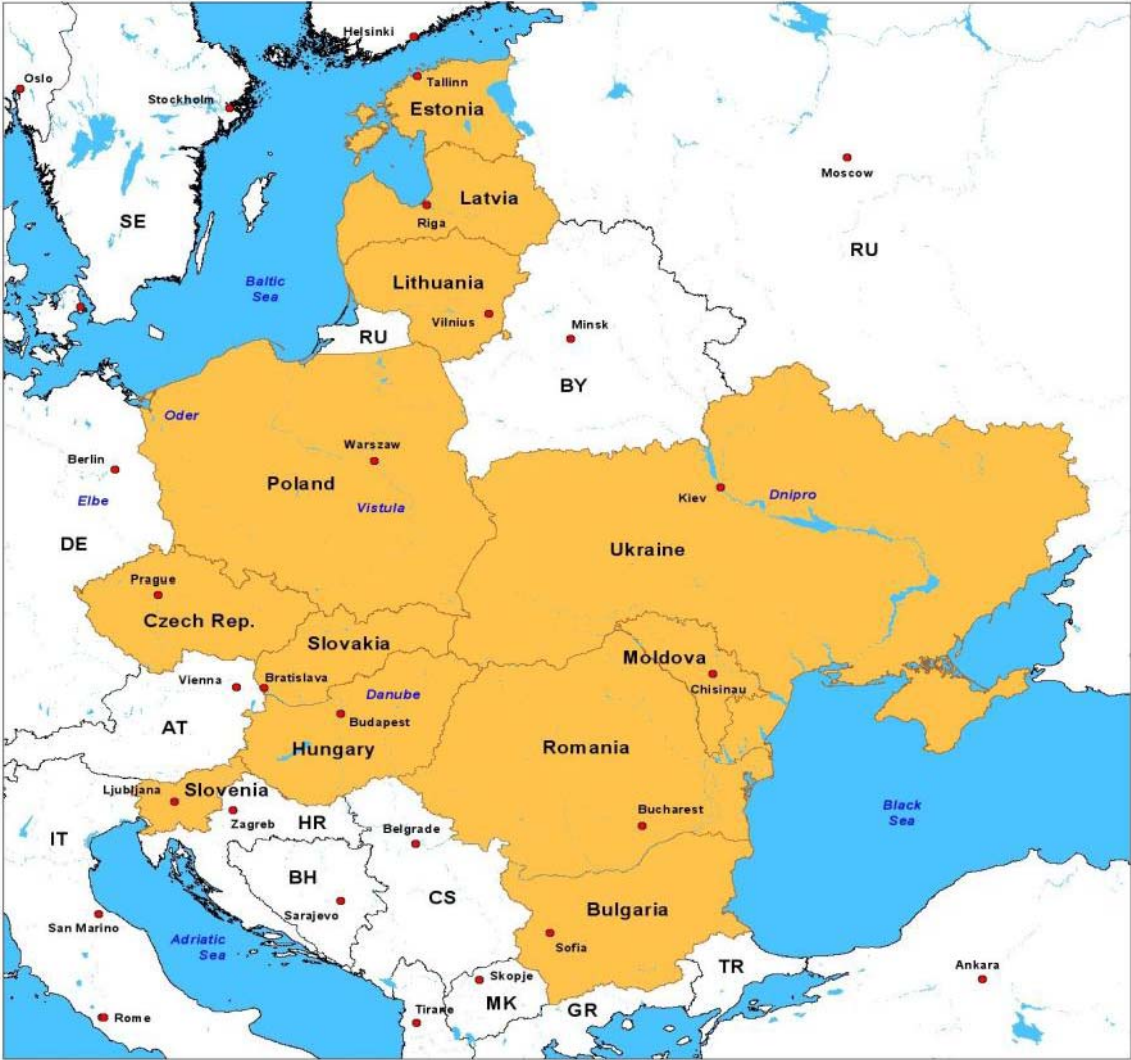 Helsinki
Oslo
Tallinn
Stockholm
Estonia
Moscow
Latvia
Riga
SE
RU
Baltic
Sea
Lithuania
Vilnius
Minsk
RU
BY
Oder
Warszaw
Berlin
Poland
Kiev
Dnipro
Elbe
Vistula
DE
Ukraine
Prague
Czech Rep.
Slovakia
Moldova
Vienna
Bratislava
Chisinau
Danube
AT
Budapest
Hungary
Romania
Ljubljana
Slovenia
Bucharest
Black
Sea
Zagreb
HR
Belgrade
IT
BH
CS
Sarajevo
Bulgaria
San Marino
Adriatic
Sea
Sofia
TR
Ankara
Skopje
MK
GR
Tirane
Rome